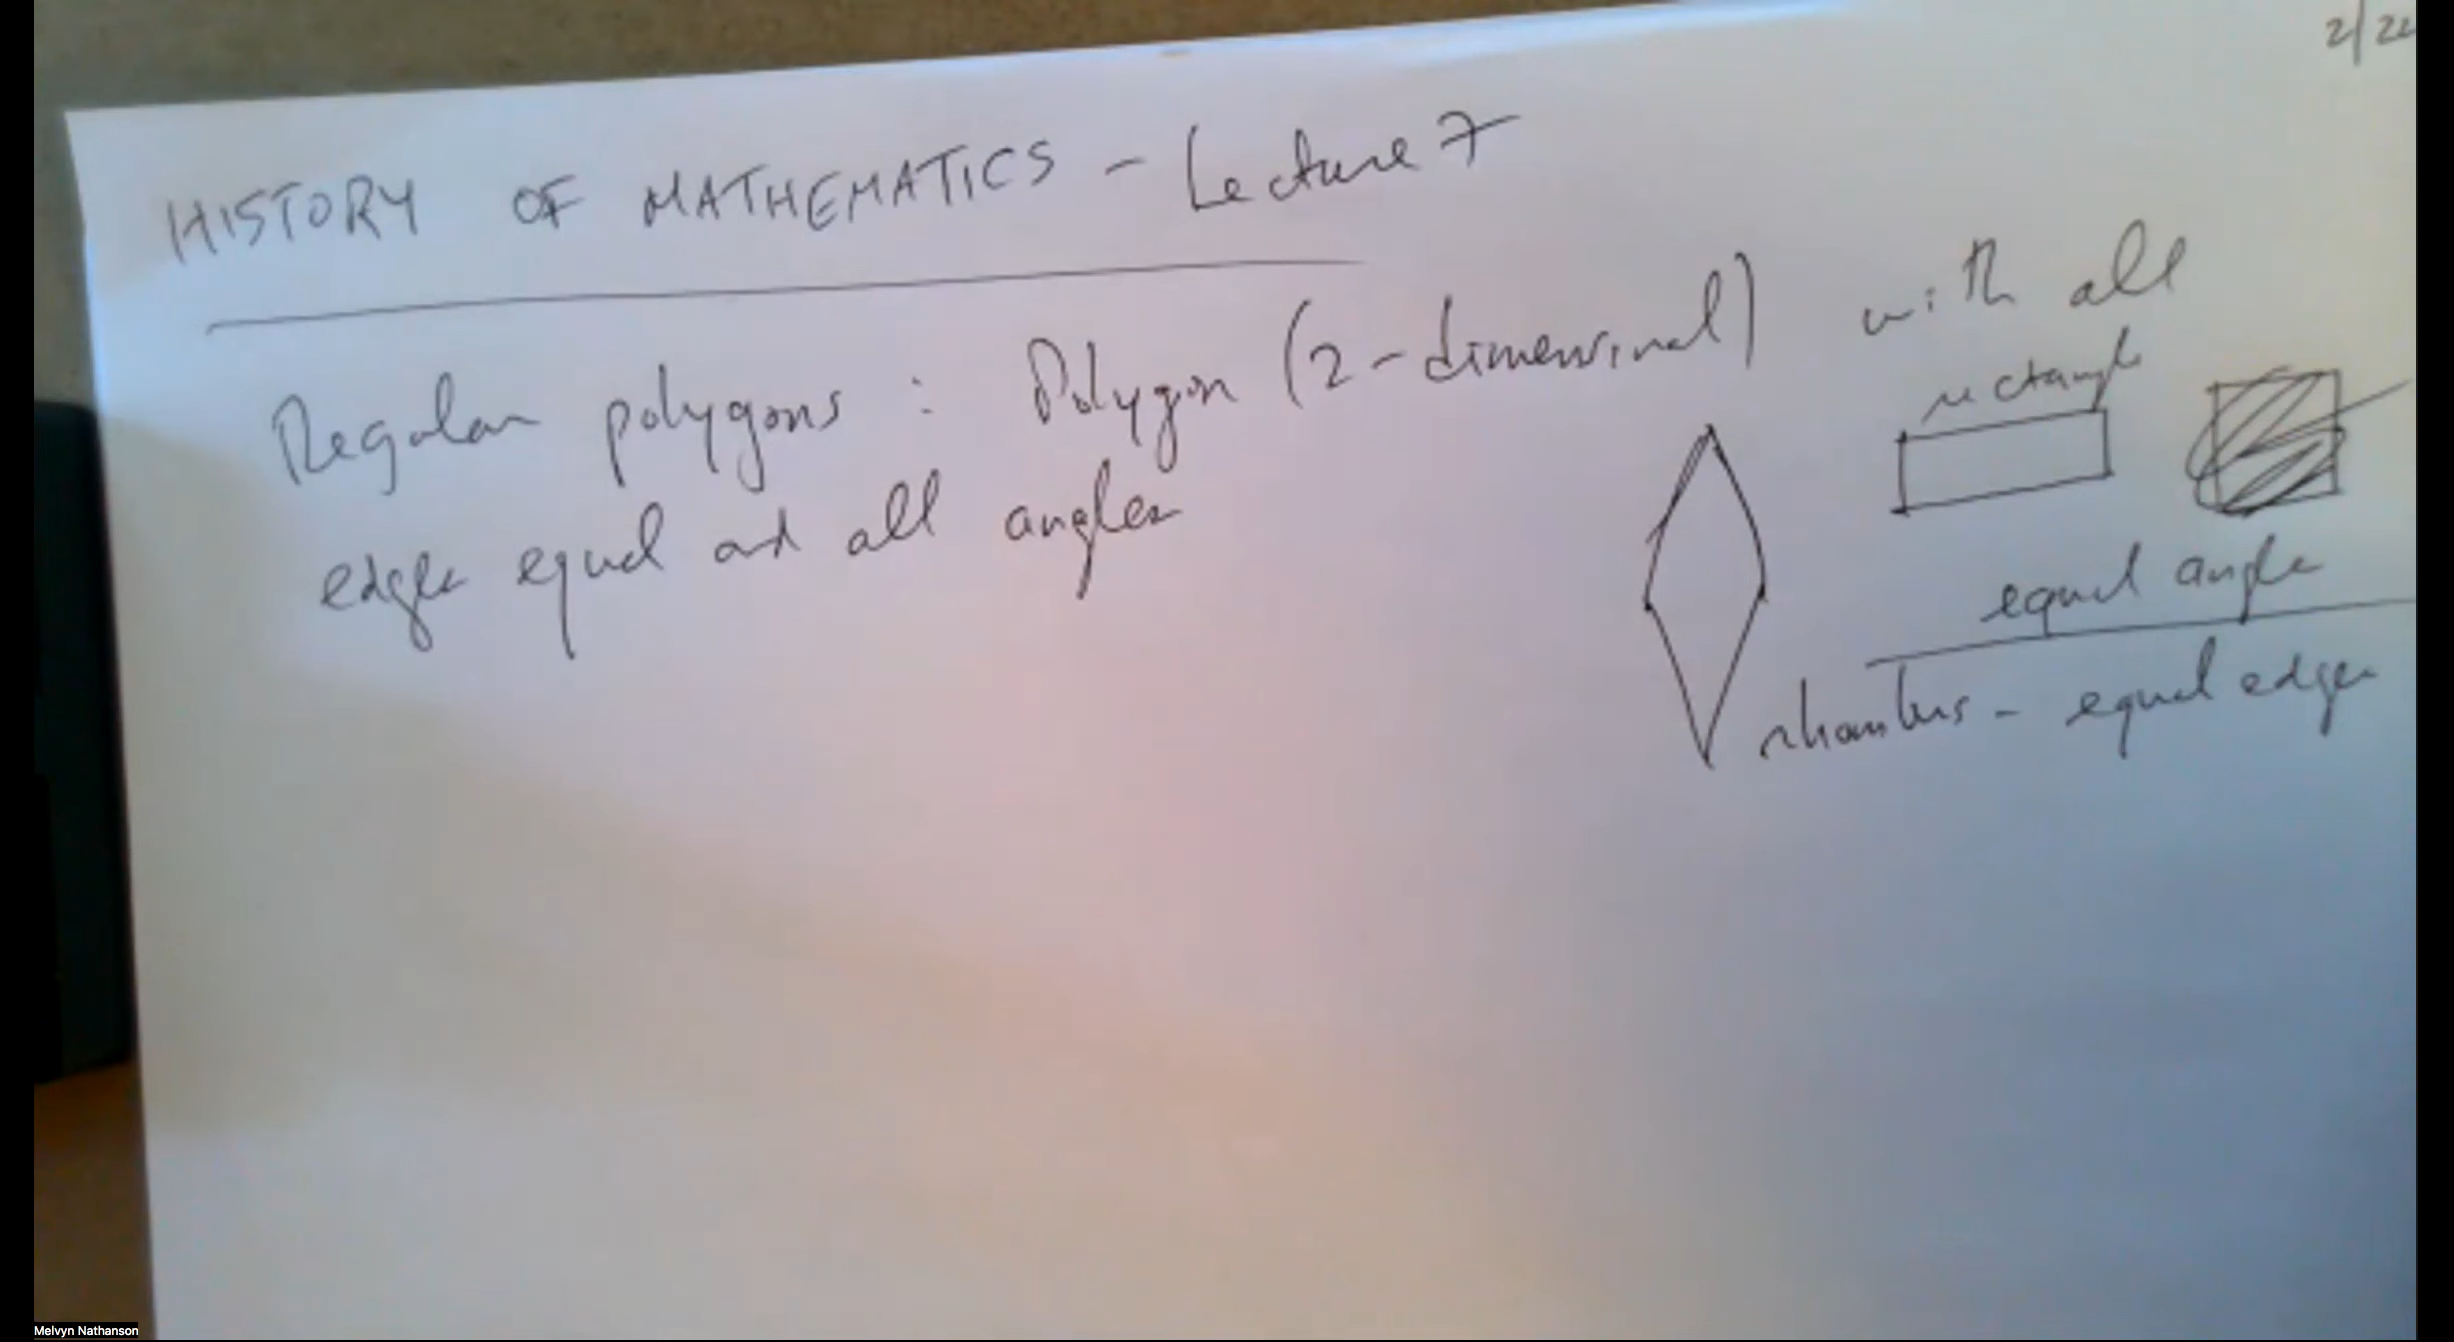 2/22
HISTORY OF MATHEMATICS - Lecture 7
Regular polygons : Polygon (2-dimensional) with all
edges equal and all angles
rectangle
equal angle
rhombus - equal edges
Melvyn Nathanson